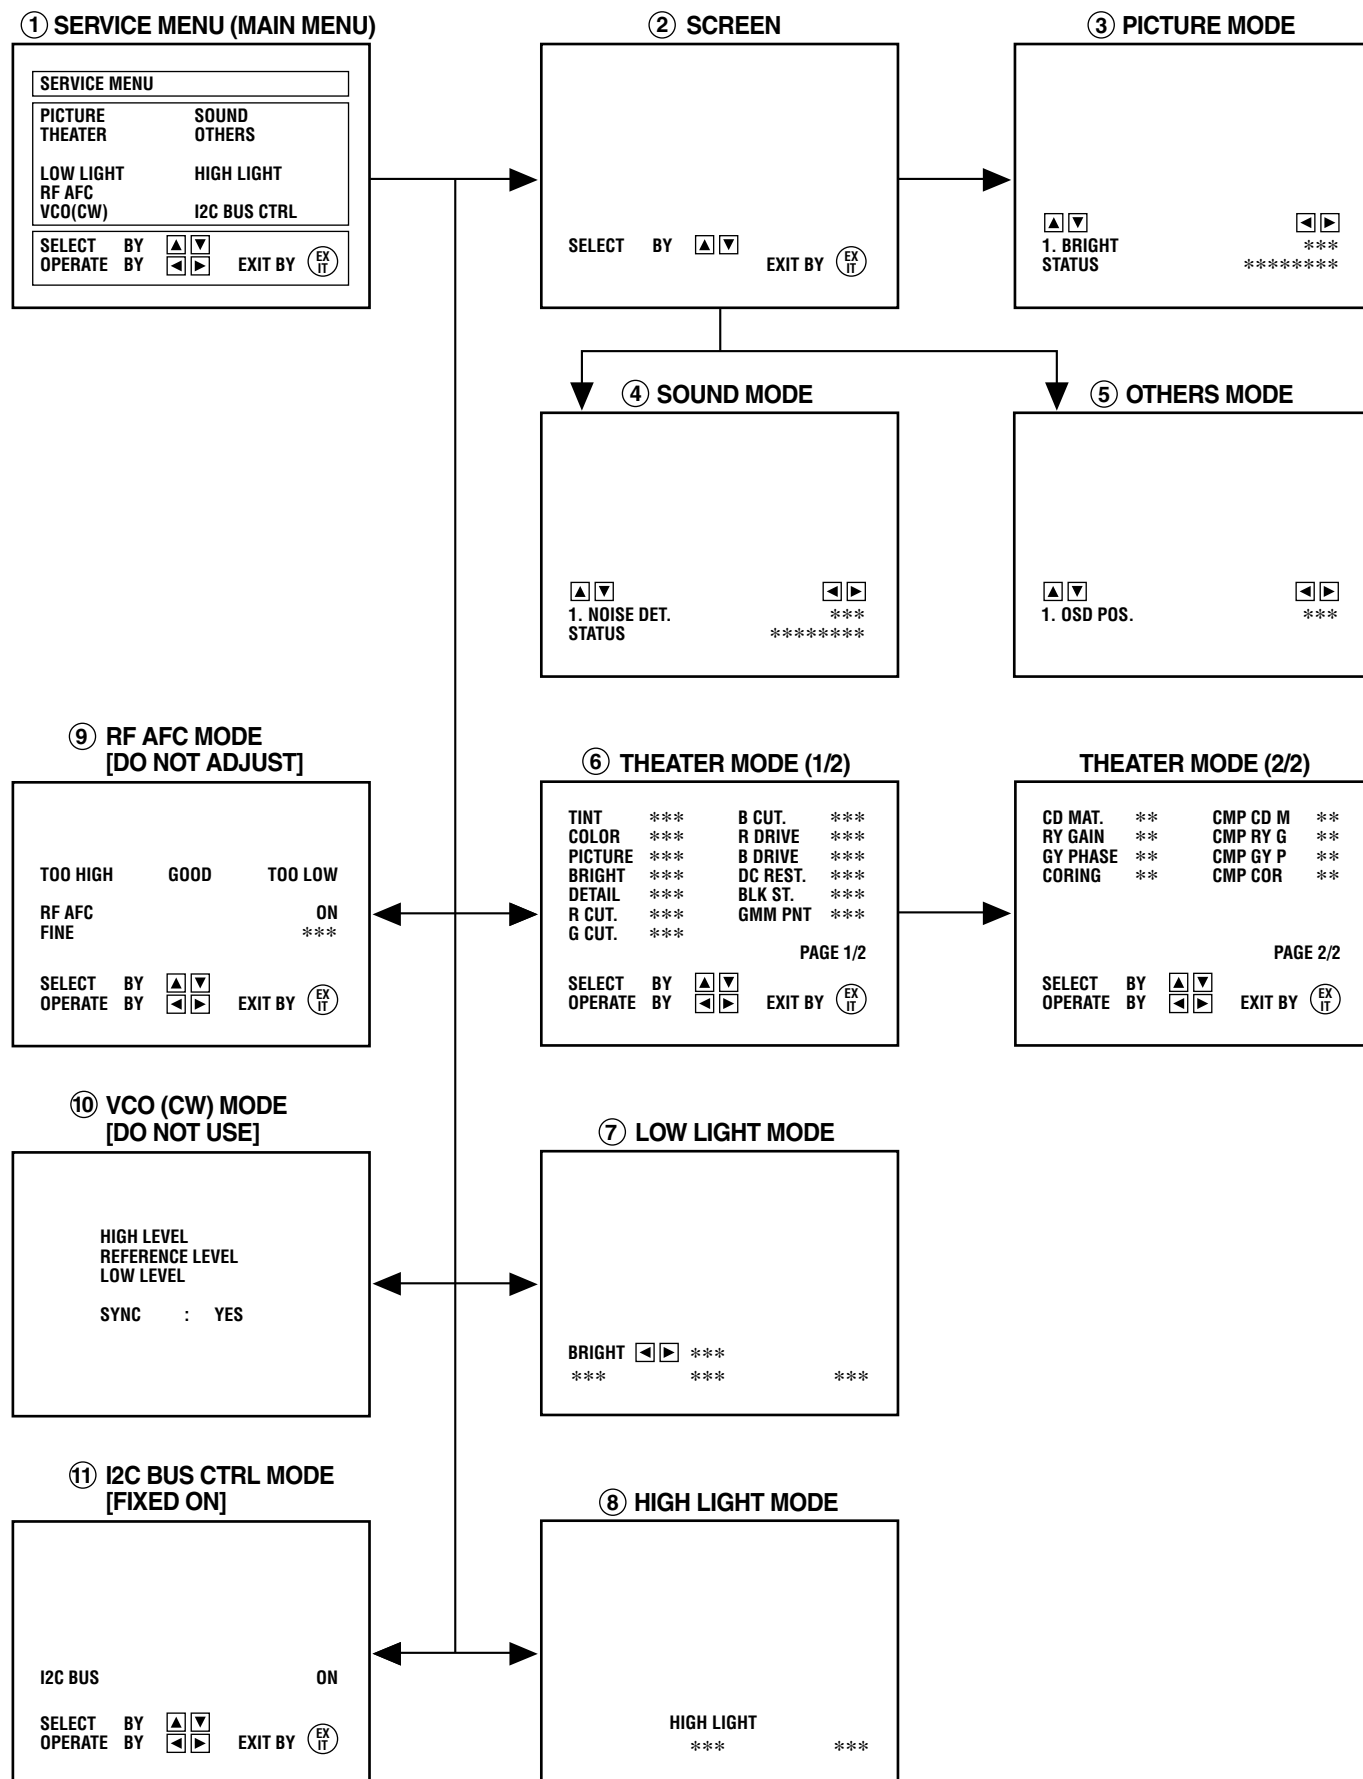 ① SERVICE MENU (MAIN MENU)
SERVICE MENU
PICTURE SOUND
THEATER OTHERS
LOW LIGHT HIGH LIGHT
RF AFC
VCO(CW) I2C BUS CTRL
SELECT BY ▲ ▼
OPERATE BY ◀ ▶ EXIT BY EXIT
② SCREEN
SELECT BY ▲ ▼
EXIT BY EXIT
③ PICTURE MODE
▲ ▼ ◀ ▶
1. BRIGHT ***
STATUS ********
④ SOUND MODE
▲ ▼ ◀ ▶
1. NOISE DET. ***
STATUS ********
⑤ OTHERS MODE
▲ ▼ ◀ ▶
1. OSD POS. ***
⑨ RF AFC MODE
[DO NOT ADJUST]
TOO HIGH GOOD TOO LOW
RF AFC ON
FINE ***
SELECT BY ▲ ▼
OPERATE BY ◀ ▶ EXIT BY EXIT
⑥ THEATER MODE (1/2)
TINT *** B CUT. ***
COLOR *** R DRIVE ***
PICTURE *** B DRIVE ***
BRIGHT *** DC REST. ***
DETAIL *** BLK ST. ***
R CUT. *** GMM PNT ***
G CUT. ***
PAGE 1/2
SELECT BY ▲ ▼
OPERATE BY ◀ ▶ EXIT BY EXIT
THEATER MODE (2/2)
CD MAT. ** CMP CD M **
RY GAIN ** CMP RY G **
GY PHASE ** CMP GY P **
CORING ** CMP COR **
PAGE 2/2
SELECT BY ▲ ▼
OPERATE BY ◀ ▶ EXIT BY EXIT
⑩ VCO (CW) MODE
[DO NOT USE]
HIGH LEVEL
REFERENCE LEVEL
LOW LEVEL
SYNC : YES
⑦ LOW LIGHT MODE
BRIGHT ◀ ▶ ***
*** *** ***
⑪ I2C BUS CTRL MODE
[FIXED ON]
I2C BUS ON
SELECT BY ▲ ▼
OPERATE BY ◀ ▶ EXIT BY EXIT
⑧ HIGH LIGHT MODE
HIGH LIGHT
*** ***